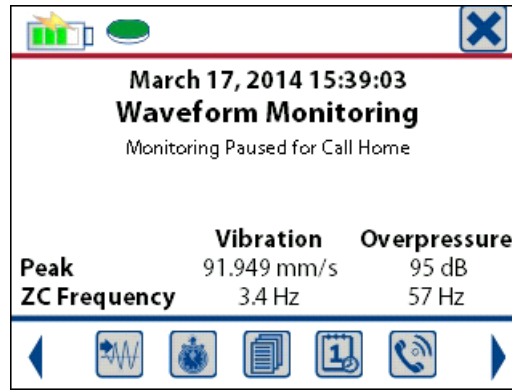 March 17, 2014 15:39:03
Waveform Monitoring
Monitoring Paused for Call Home
Vibration Overpressure
Peak 91.949 mm/s 95 dB
ZC Frequency 3.4 Hz 57 Hz
1